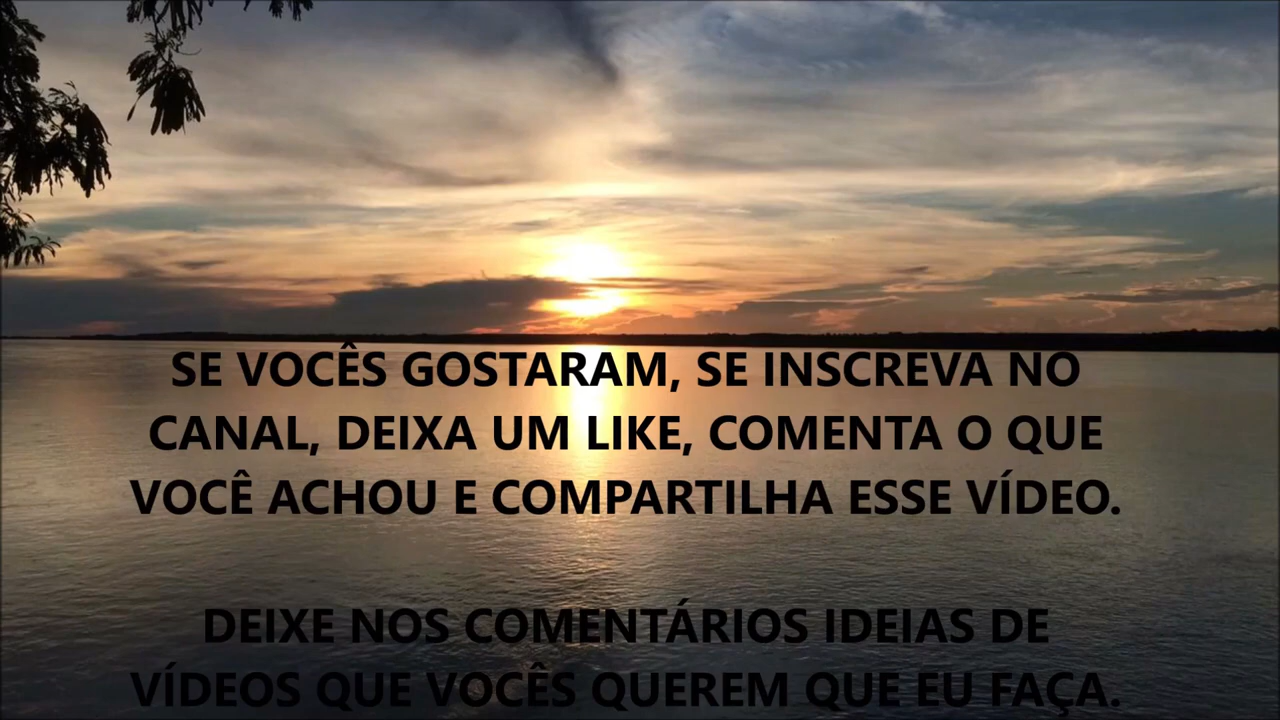 SE VOCÊS GOSTARAM, SE INSCREVA NO
CANAL, DEIXA UM LIKE, COMENTA O QUE
VOCÊ ACHOU E COMPARTILHA ESSE VÍDEO.
DEIXE NOS COMENTÁRIOS IDEIAS DE
VÍDEOS QUE VOCÊS QUEREM QUE EU FAÇA.